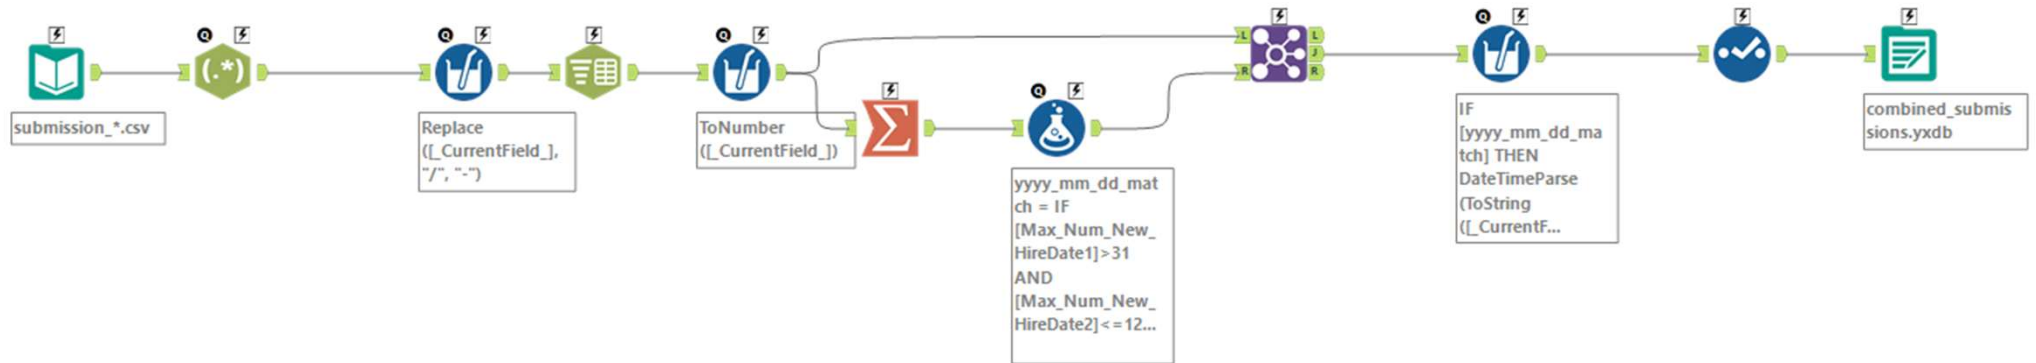 Q
Q
Q
Q
Q
(.*)
L
R
L
J
R
submission_*.csv
Replace
([_CurrentField_],
"/", "-")
ToNumber
([_CurrentField_])
yyyy_mm_dd_mat
ch = IF
[Max_Num_New_
HireDate1]>31
AND
[Max_Num_New_
HireDate2]<=12...
IF
[yyyy_mm_dd_ma
tch] THEN
DateTimeParse
(ToString
([_CurrentF...
combined_submis
sions.yxdb